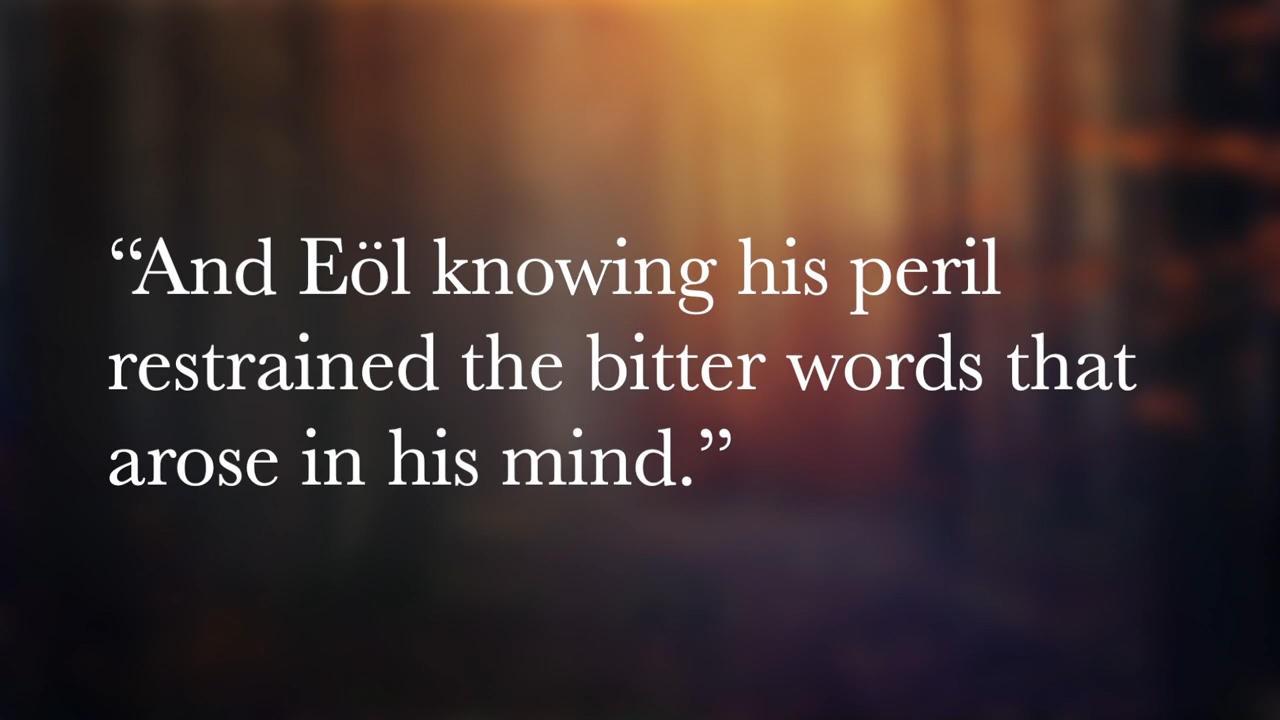 “And Eöl knowing his peril
restrained the bitter words that
arose in his mind.”